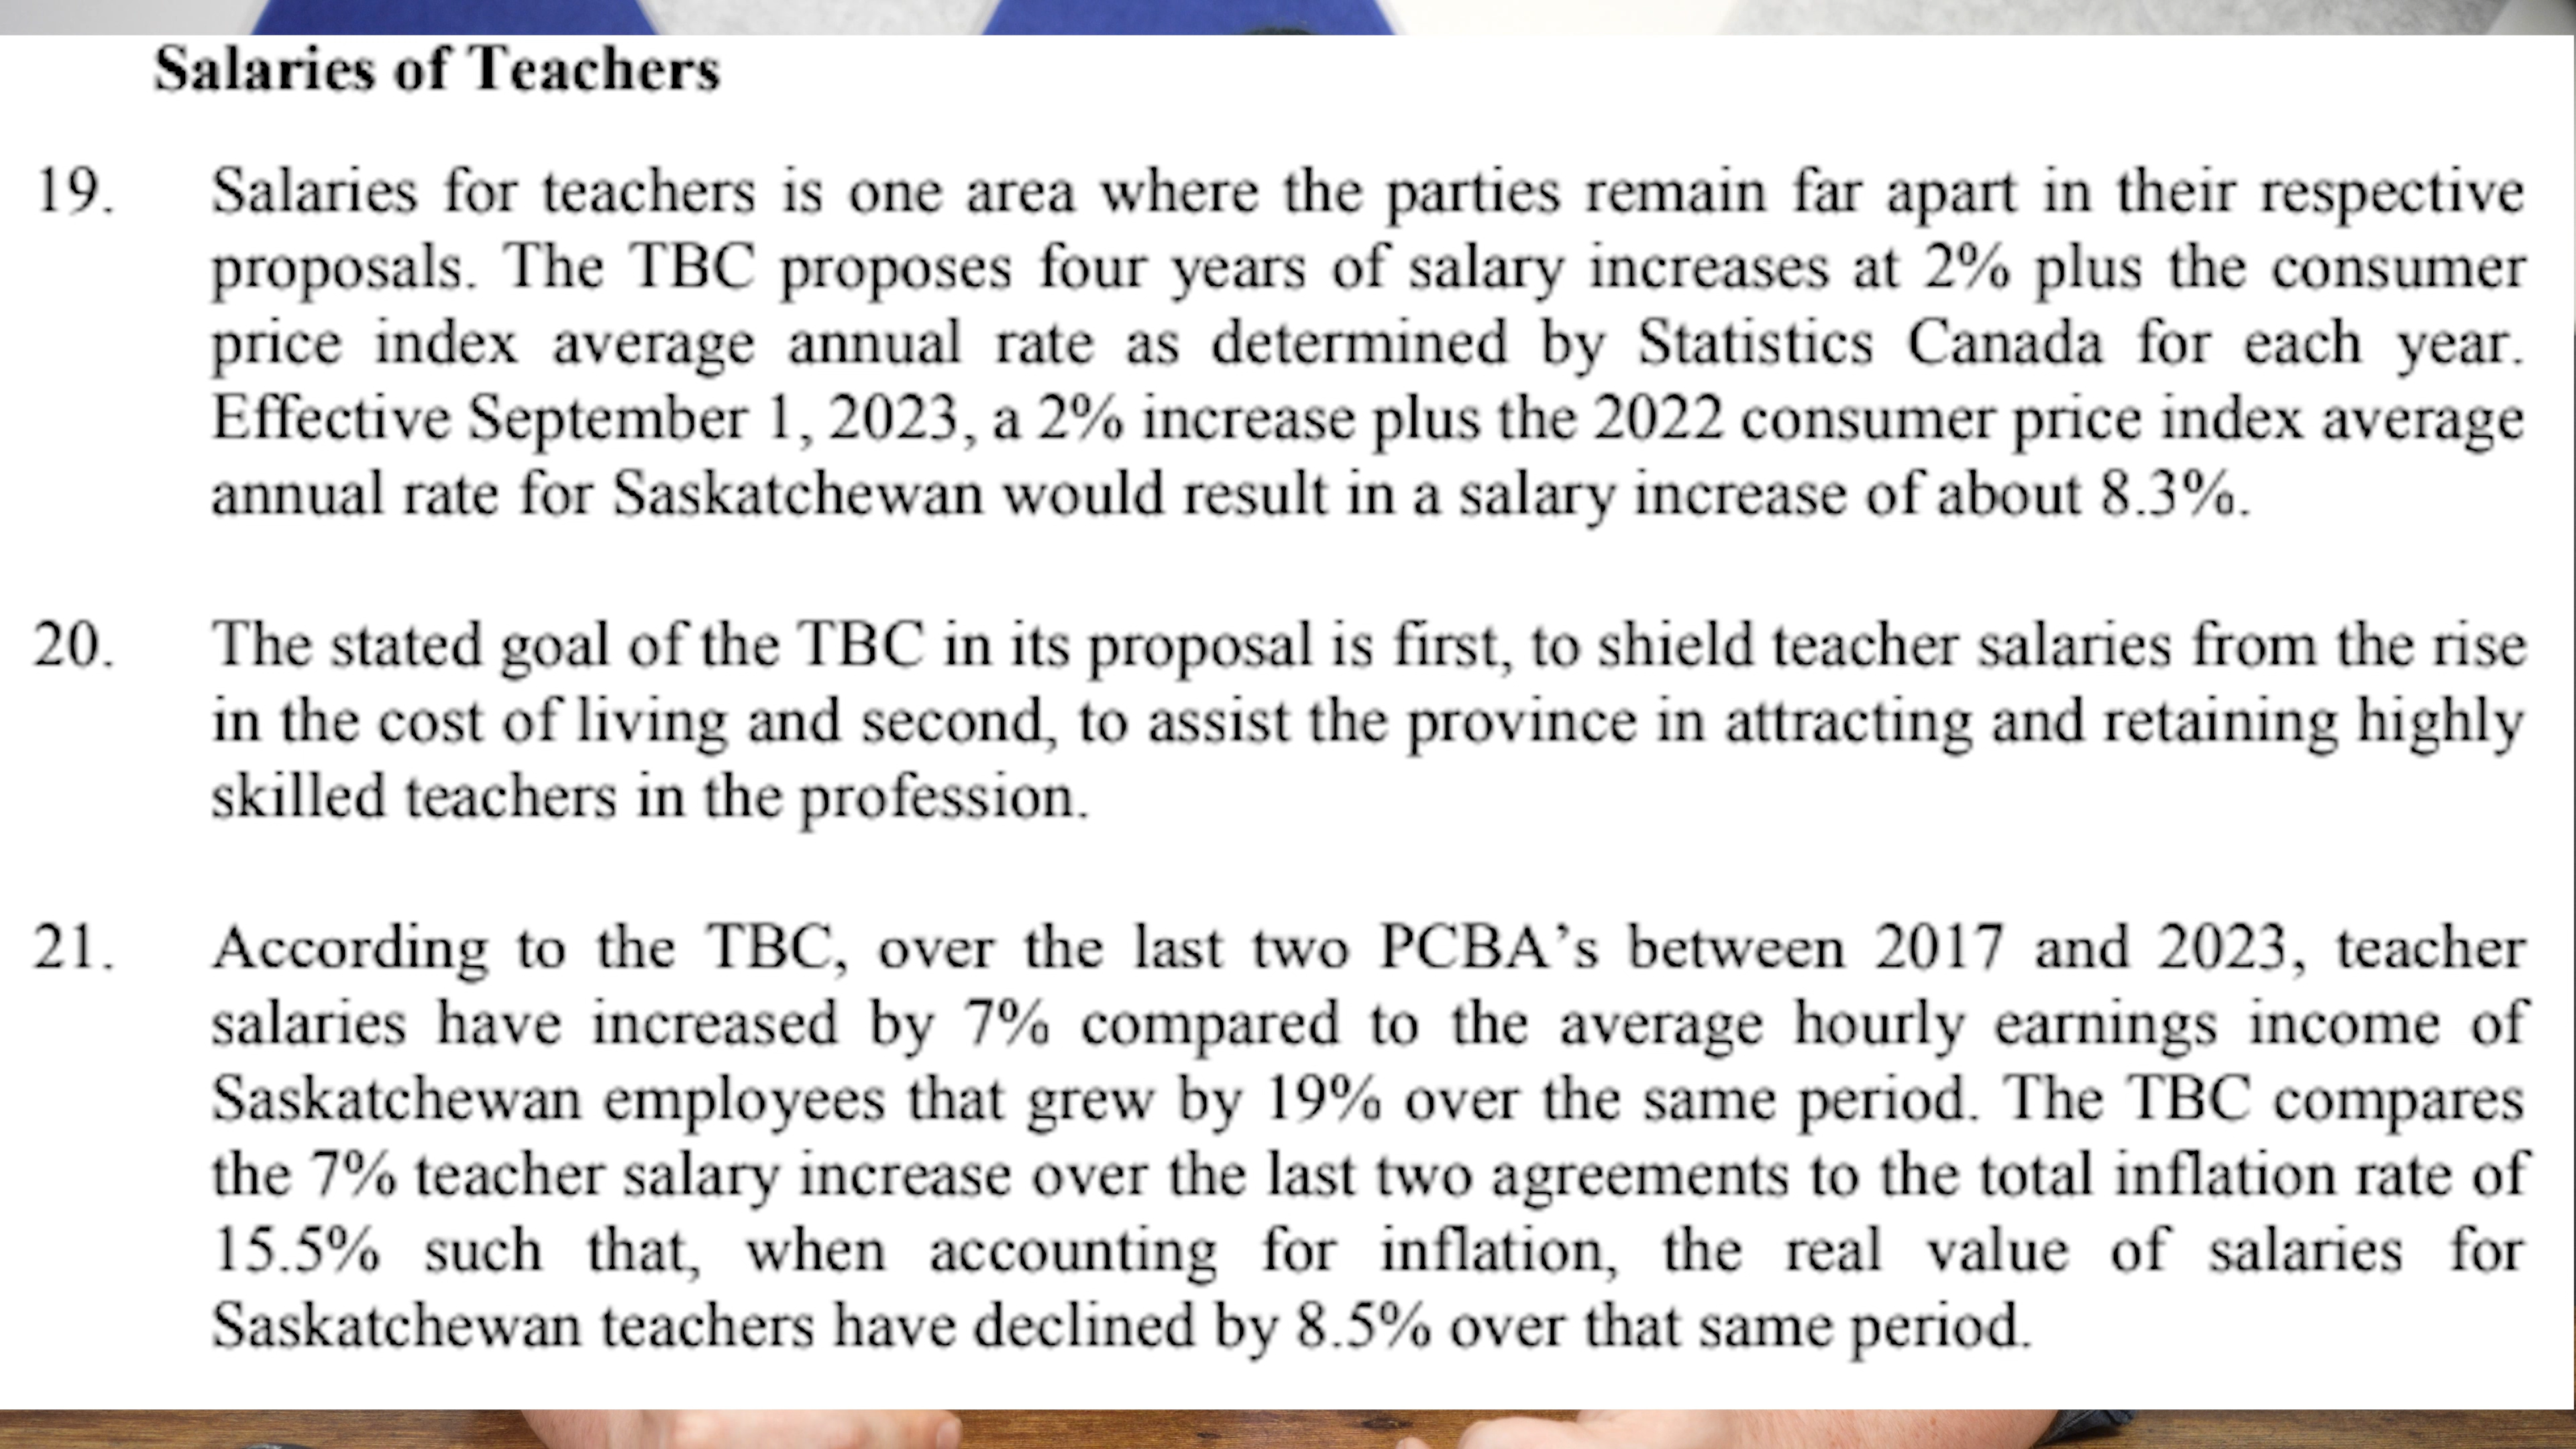 Salaries of Teachers
19. Salaries for teachers is one area where the parties remain far apart in their respective
proposals. The TBC proposes four years of salary increases at 2% plus the consumer
price index average annual rate as determined by Statistics Canada for each year.
Effective September 1, 2023, a 2% increase plus the 2022 consumer price index average
annual rate for Saskatchewan would result in a salary increase of about 8.3%.
20. The stated goal of the TBC in its proposal is first, to shield teacher salaries from the rise
in the cost of living and second, to assist the province in attracting and retaining highly
skilled teachers in the profession.
21. According to the TBC, over the last two PCBA’s between 2017 and 2023, teacher
salaries have increased by 7% compared to the average hourly earnings income of
Saskatchewan employees that grew by 19% over the same period. The TBC compares
the 7% teacher salary increase over the last two agreements to the total inflation rate of
15.5% such that, when accounting for inflation, the real value of salaries for
Saskatchewan teachers have declined by 8.5% over that same period.